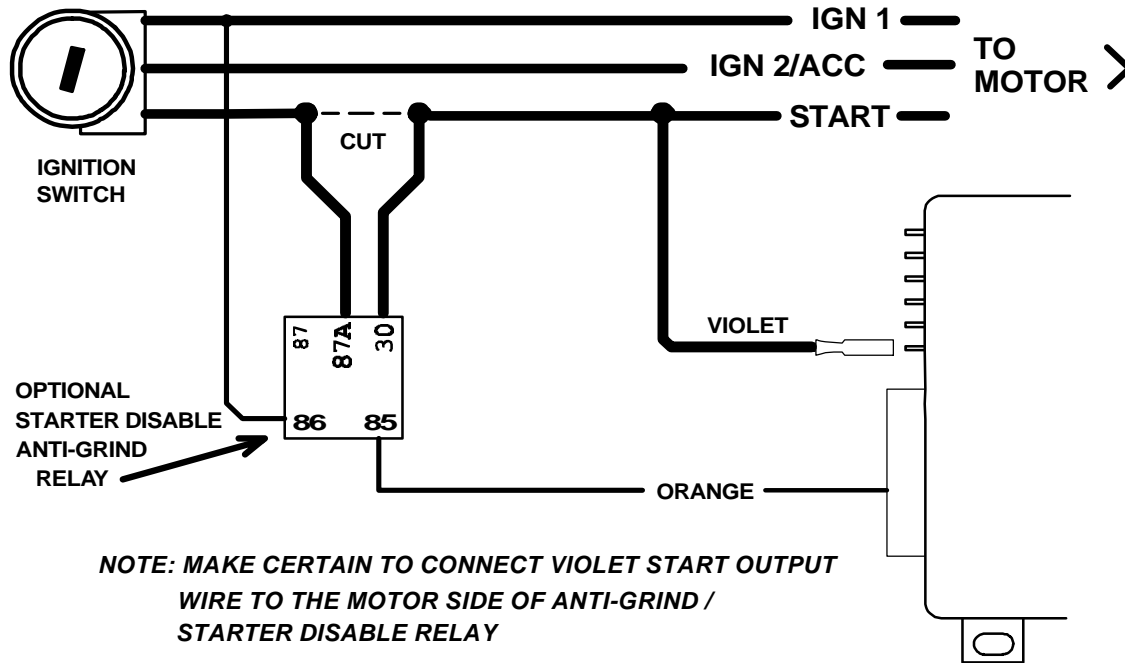 IGN 1
IGN 2/ACC
TO
MOTOR
START
CUT
IGNITION
SWITCH
87
87A
30
VIOLET
OPTIONAL
STARTER DISABLE
ANTI-GRIND
RELAY
86
85
ORANGE
NOTE: MAKE CERTAIN TO CONNECT VIOLET START OUTPUT
WIRE TO THE MOTOR SIDE OF ANTI-GRIND /
STARTER DISABLE RELAY